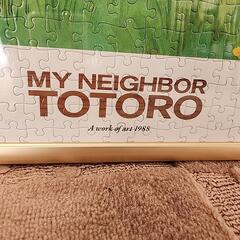 MY NEIGHBOR
TOTORO
A work of art 1988